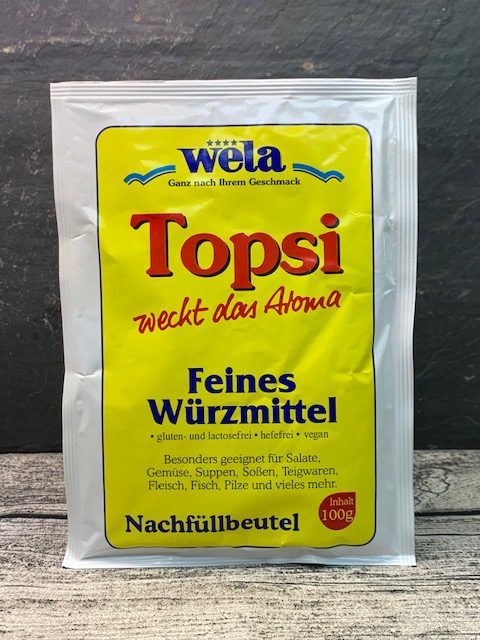 wela
Ganz nach Ihrem Geschmack
Topsi
weckt das Aroma
Feines
Würzmittel
• gluten- und lactosefrei • hefefrei • vegan
Besonders geeignet für Salate,
Gemüse, Suppen, Soßen, Teigwaren,
Fleisch, Fisch, Pilze und vieles mehr.
Nachfüllbeutel
Inhalt
100g